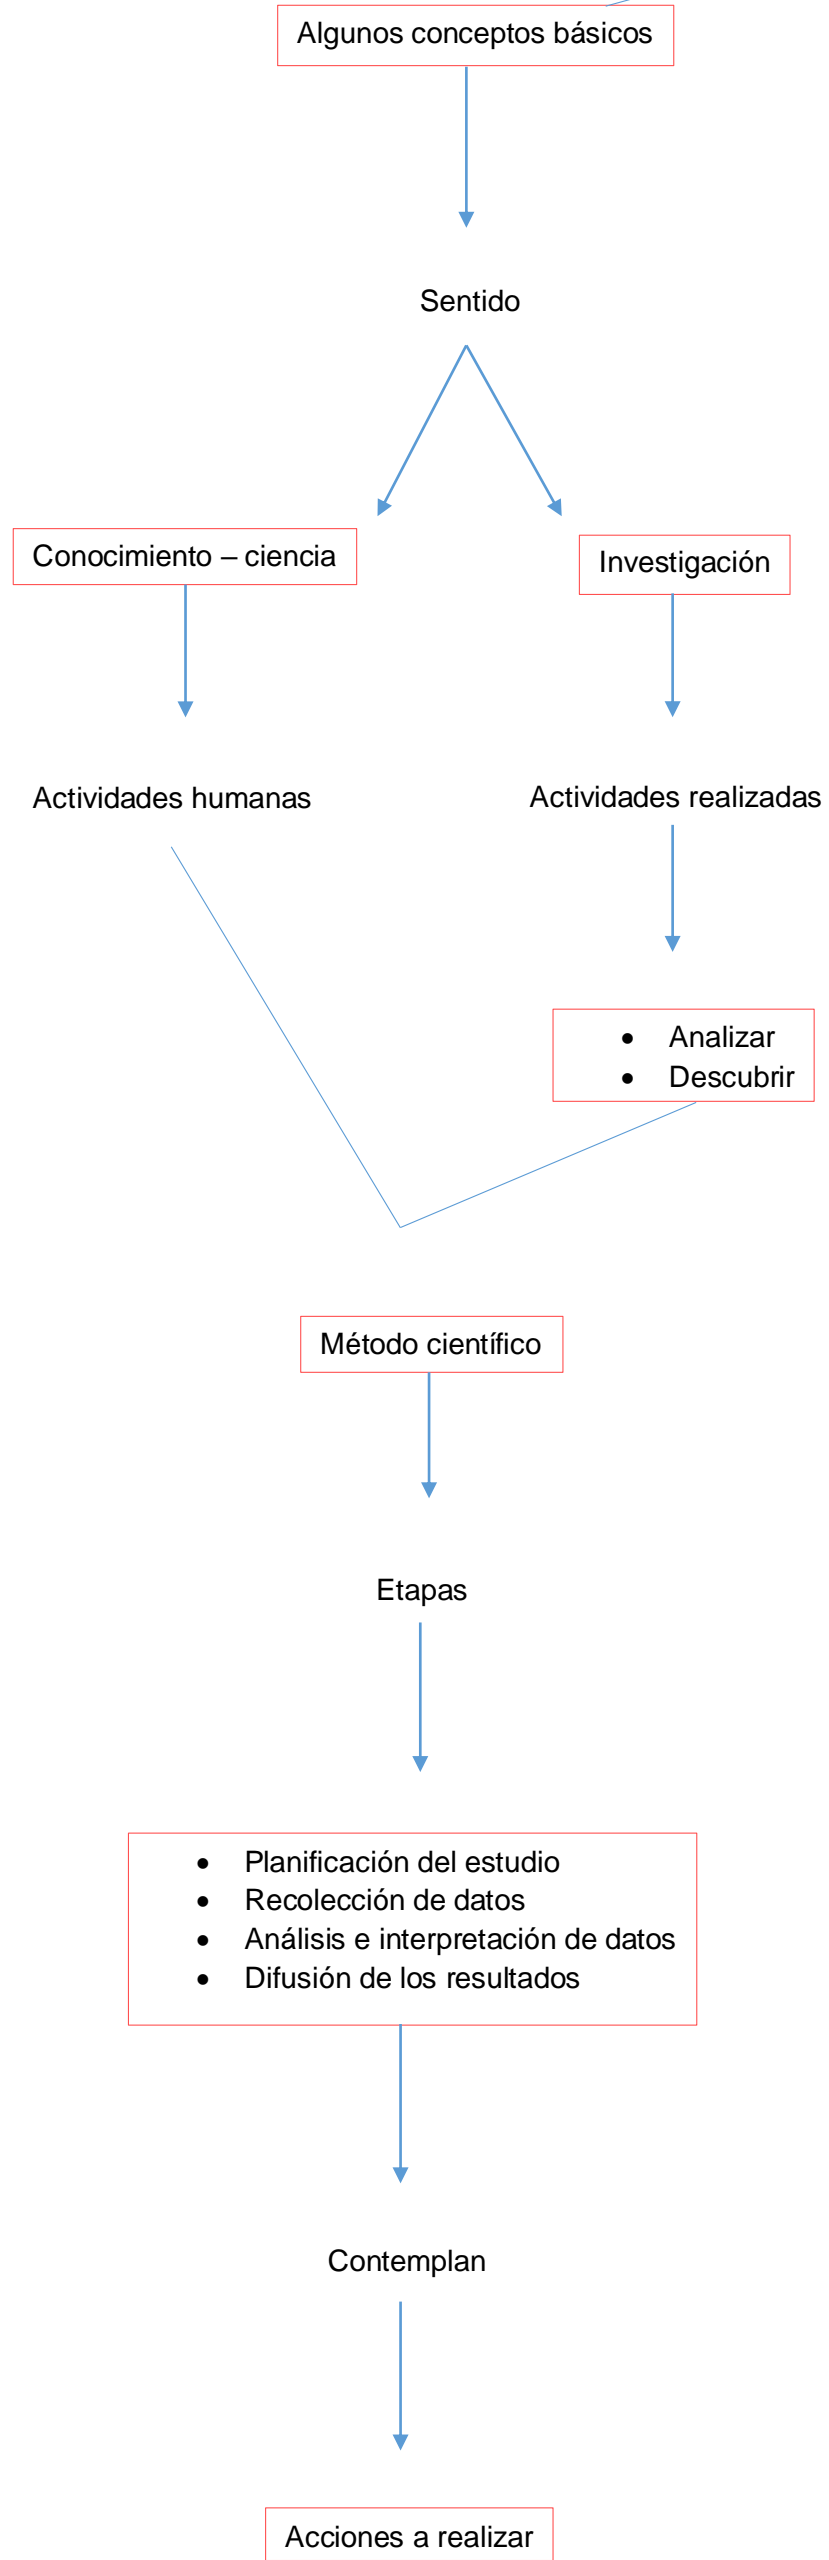 Algunos conceptos básicos
Sentido
Conocimiento – ciencia
Investigación
Actividades humanas
Actividades realizadas
• Analizar
• Descubrir
Método científico
Etapas
• Planificación del estudio
• Recolección de datos
• Análisis e interpretación de datos
• Difusión de los resultados
Contemplan
Acciones a realizar